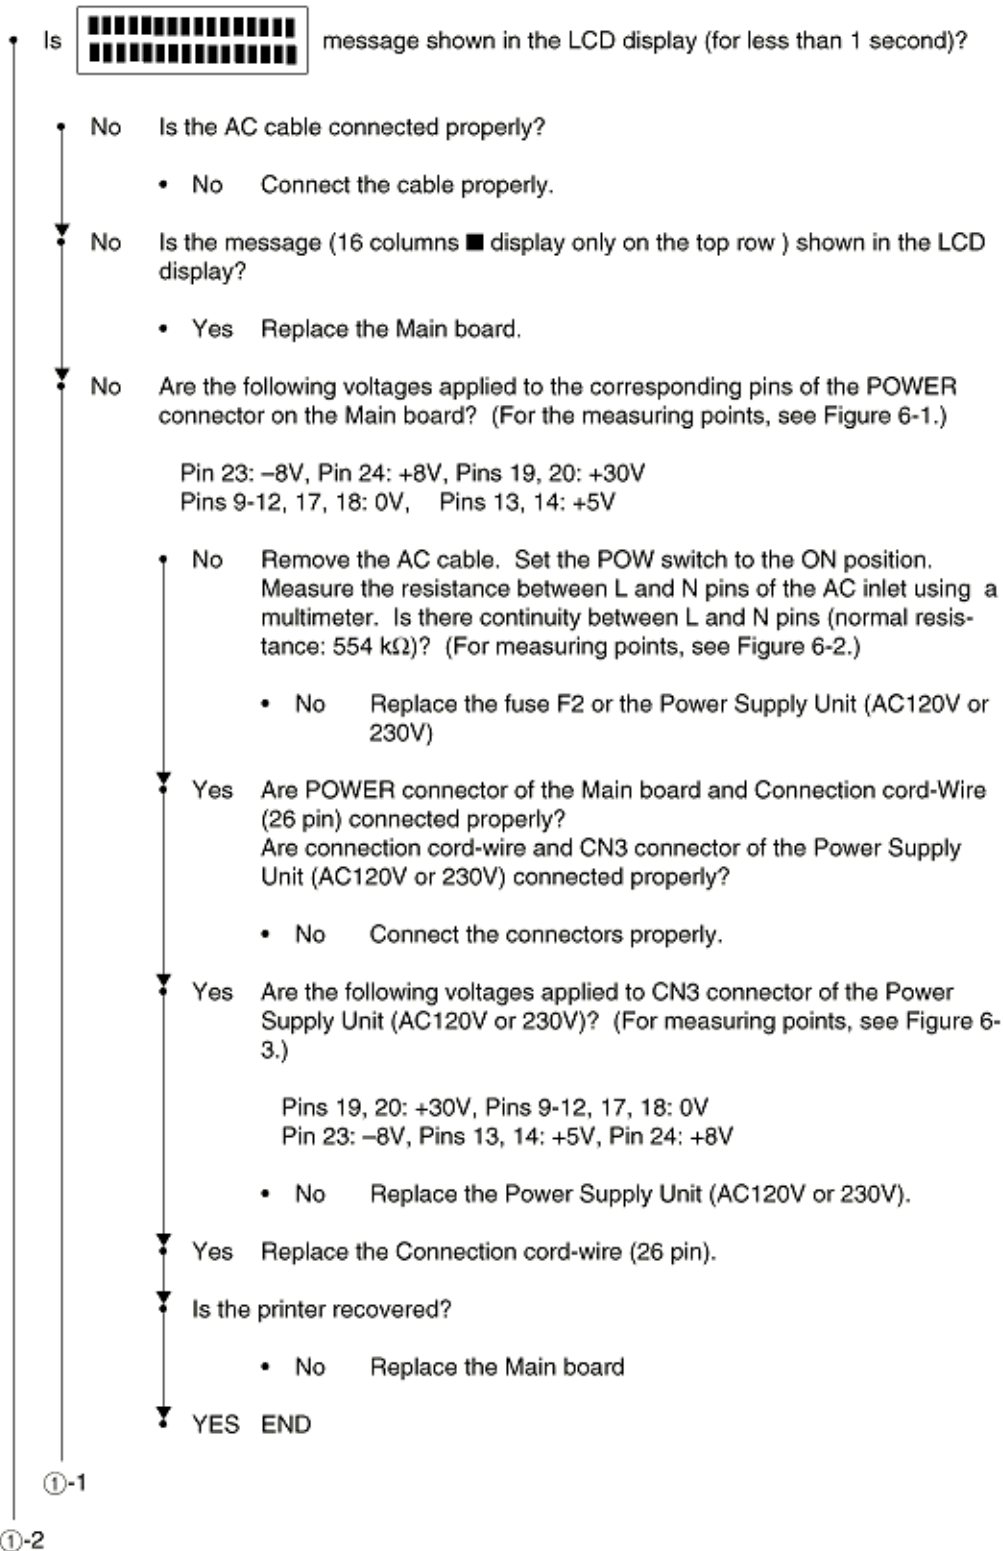 Is message shown in the LCD display (for less than 1 second)?
No Is the AC cable connected properly?
• No Connect the cable properly.
No Is the message (16 columns ■ display only on the top row ) shown in the LCD
display?
• Yes Replace the Main board.
No Are the following voltages applied to the corresponding pins of the POWER
connector on the Main board? (For the measuring points, see Figure 6-1.)
Pin 23: –8V, Pin 24: +8V, Pins 19, 20: +30V
Pins 9-12, 17, 18: 0V, Pins 13, 14: +5V
• No Remove the AC cable. Set the POW switch to the ON position.
Measure the resistance between L and N pins of the AC inlet using a
multimeter. Is there continuity between L and N pins (normal resis-
tance: 554 kΩ)? (For measuring points, see Figure 6-2.)
• No Replace the fuse F2 or the Power Supply Unit (AC120V or
230V)
Yes Are POWER connector of the Main board and Connection cord-Wire
(26 pin) connected properly?
Are connection cord-wire and CN3 connector of the Power Supply
Unit (AC120V or 230V) connected properly?
• No Connect the connectors properly.
Yes Are the following voltages applied to CN3 connector of the Power
Supply Unit (AC120V or 230V)? (For measuring points, see Figure 6-
3.)
Pins 19, 20: +30V, Pins 9-12, 17, 18: 0V
Pin 23: –8V, Pins 13, 14: +5V, Pin 24: +8V
• No Replace the Power Supply Unit (AC120V or 230V).
Yes Replace the Connection cord-wire (26 pin).
Is the printer recovered?
• No Replace the Main board
YES END
①-1
①-2